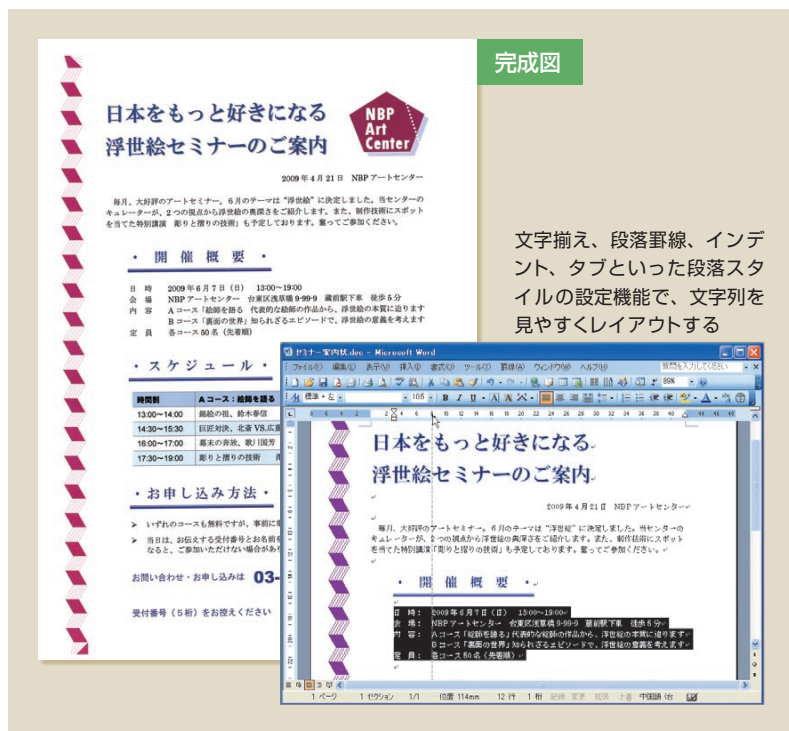 完成図
日本をもっと好きになる
浮世絵セミナーのご案内
NBP
Art
Center
2009年4月21日　NBPアートセンター
毎月、大好評のアートセミナー。6月のテーマは“浮世絵”に決定しました。当センターの
キュレーターが、2つの視点から浮世絵の奥深さをご紹介します。また、制作技術にスポット
を当てた特別講演　彫りと摺りの技術」も予定しております。奮ってご参加ください。
・開催概要・
日　時　2009年6月7日（日）　13:00~19:00
会　場　NBPアートセンター　台東区浅草橋9-99-9　蔵前駅下車　徒歩5分
内　容　Aコース「絵師を語る　代表的な絵師の作品から、浮世絵の本質に迫ります
Bコース「裏面の世界」知られざるエピソードで、浮世絵の意義を考えます
定　員　各コース50名（先着順）
・スケジュール・
時間割　Aコース：絵師を語る
13:00~14:00　錦絵の祖、鈴木春信
14:30~15:30　巨匠対決、北斎VS.広重
16:00~17:00　幕末の奔放、歌川国芳
17:30~19:00　彫りと摺りの技術
・お申し込み方法・
➢ いずれのコースも無料ですが、事前に
➢ 当日は、お伝えする受付番号とお名前
なると、ご参加いただけない場合があ
お問い合わせ・お申し込みは　03-
受付番号（5桁）をお控えください
文字揃え、段落罫線、インデ
ント、タブといった段落スタ
イルの設定機能で、文字列を
見やすくレイアウトする
セミナー案内状.doc - Microsoft Word
ファイル(F)　編集(E)　表示(V)　挿入(I)　書式(O)　ツール(T)　罫線(A)　ウィンドウ(W)　ヘルプ(H)　質問を入力してください
89%
標準+左　10.5　B　I　U
日本をもっと好きになる
浮世絵セミナーのご案内
2009年4月21日　NBPアートセンター
毎月、大好評のアートセミナー。6月のテーマは“浮世絵”に決定しました。当センターの
キュレーターが、2つの視点から浮世絵の奥深さをご紹介します。また、制作技術にスポット
を当てた特別講演「彫りと摺りの技術」も予定しております。奮ってご参加ください。
・開催概要・
日　時：　2009年6月7日（日）　13:00~19:00
会　場：　NBPアートセンター　台東区浅草橋9-99-9　蔵前駅下車　徒歩5分
内　容：　Aコース「絵師を語る」代表的な絵師の作品から、浮世絵の本質に迫ります
Bコース「裏面の世界」知られざるエピソードで、浮世絵の意義を考えます
定　員：　各コース50名（先着順）
1 ページ　1 セクション　1/1　位置 114mm　12 行　1 桁　記録　変更　拡張　上書　中国語（台